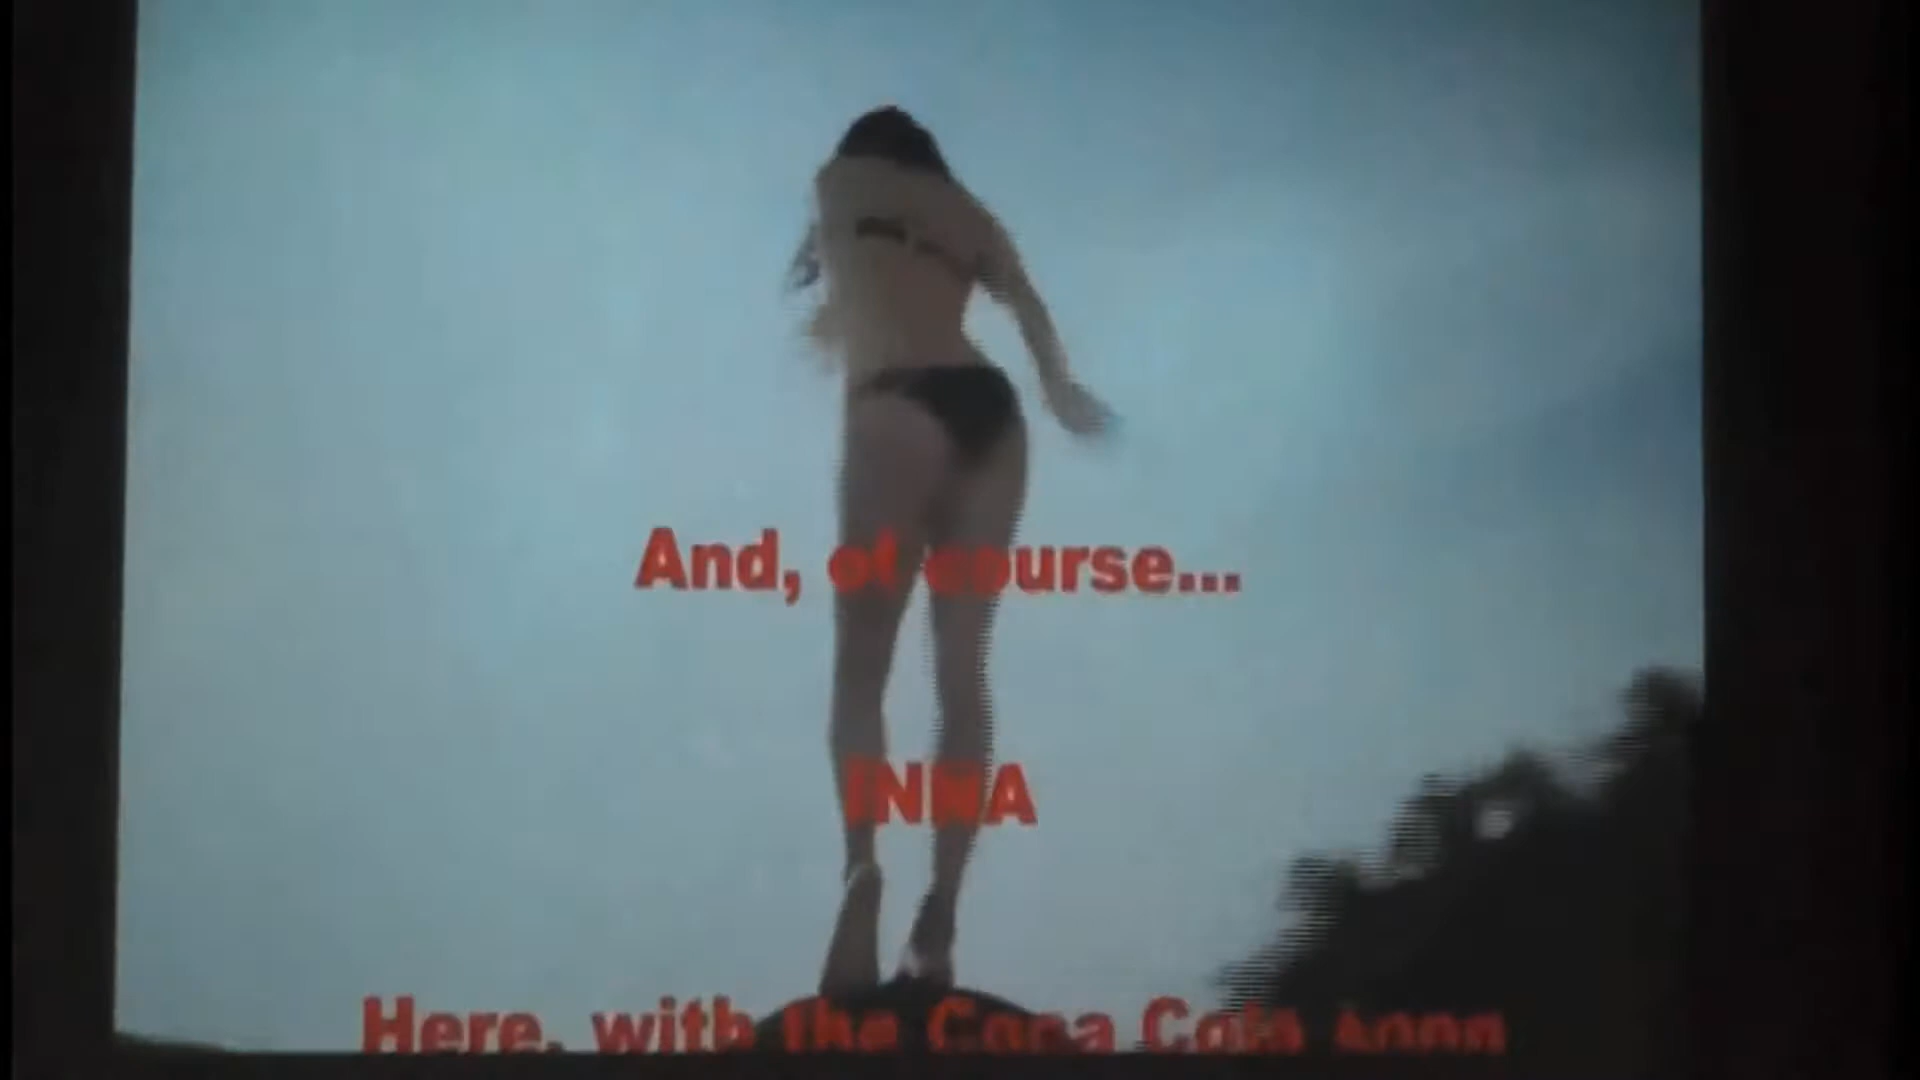 And, of course...
INNA
Here, with the Coca Cola